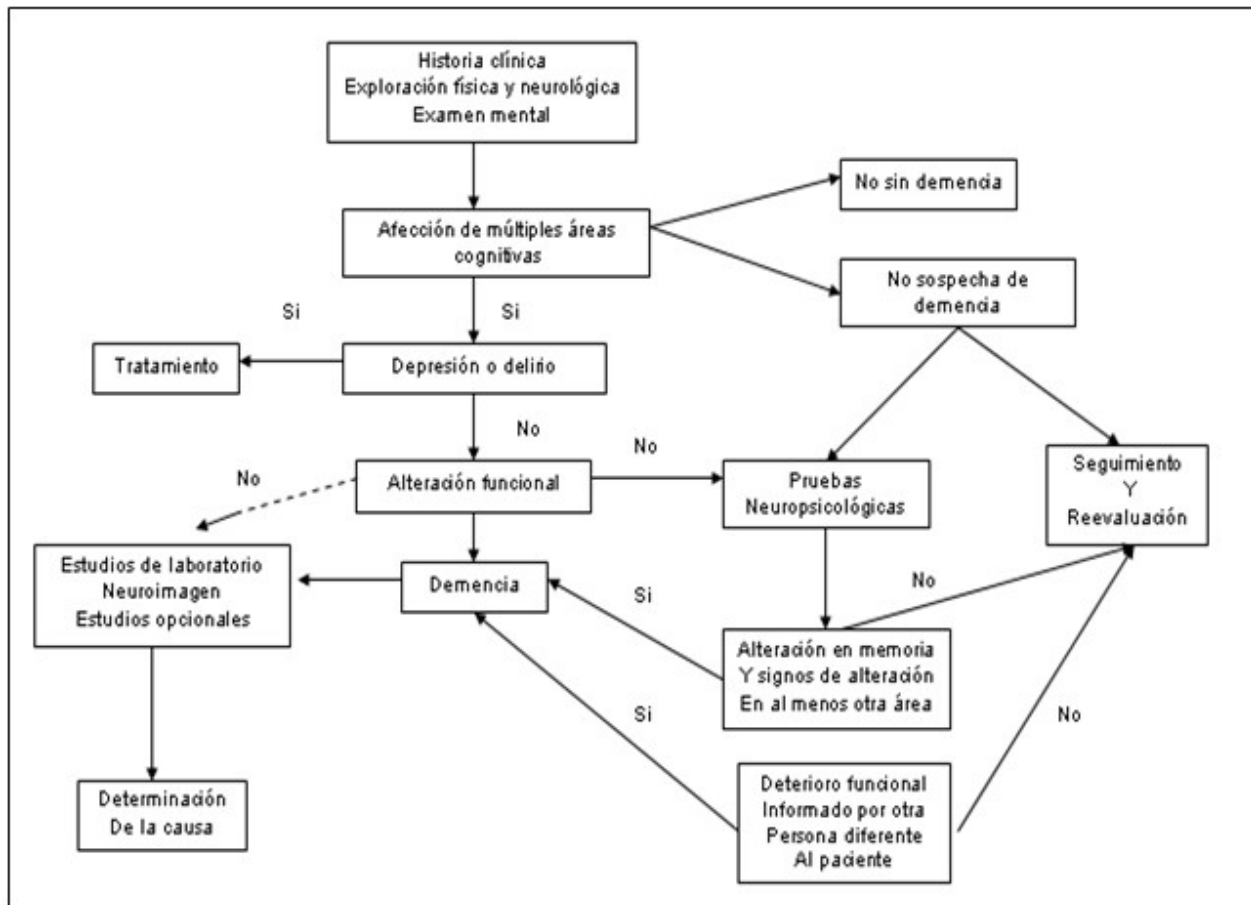 Historia clínica
Exploración física y neurológica
Examen mental
No sin demencia
Afección de múltiples áreas
cognitivas
No sospecha de
demencia
Si
Si
Tratamiento
Depresión o delirio
No
No
No
Alteración funcional
Pruebas
Neuropsicológicas
Seguimiento
Y
Reevaluación
Estudios de laboratorio
Neuroimagen
Estudios opcionales
Demencia
Si
No
Alteración en memoria
Y signos de alteración
En al menos otra área
Si
No
Determinación
De la causa
Deterioro funcional
Informado por otra
Persona diferente
Al paciente